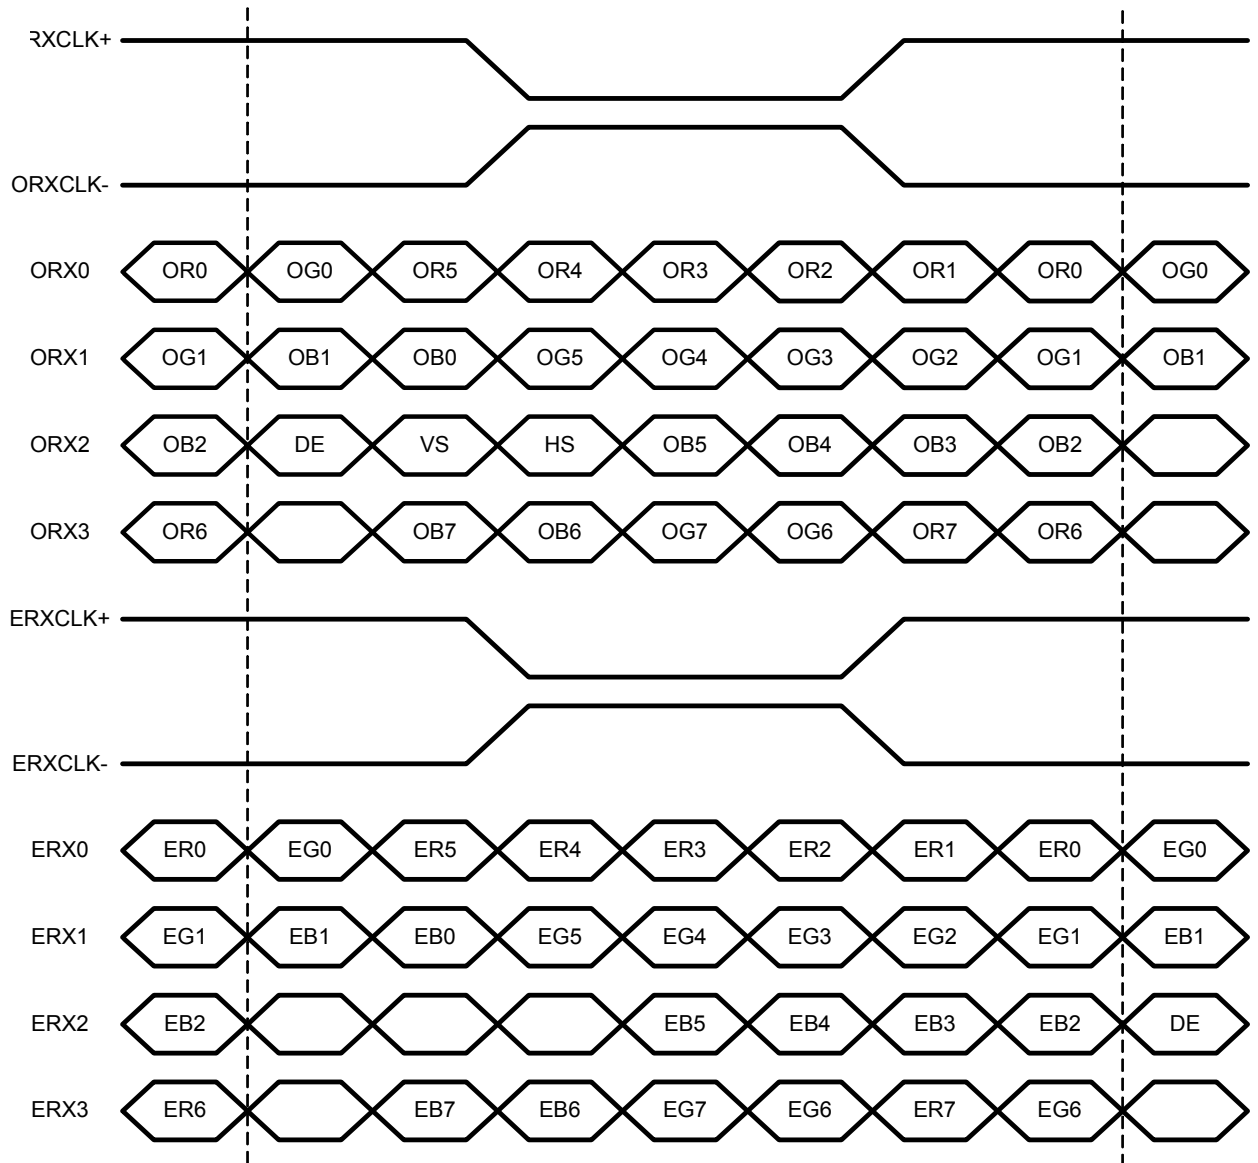 RXCLK+
ORXCLK-
ORX0 OR0 OG0 OR5 OR4 OR3 OR2 OR1 OR0 OG0
ORX1 OG1 OB1 OB0 OG5 OG4 OG3 OG2 OG1 OB1
ORX2 OB2 DE VS HS OB5 OB4 OB3 OB2
ORX3 OR6 OB7 OB6 OG7 OG6 OR7 OR6
ERXCLK+
ERXCLK-
ERX0 ER0 EG0 ER5 ER4 ER3 ER2 ER1 ER0 EG0
ERX1 EG1 EB1 EB0 EG5 EG4 EG3 EG2 EG1 EB1
ERX2 EB2 EB5 EB4 EB3 EB2 DE
ERX3 ER6 EB7 EB6 EG7 EG6 ER7 EG6